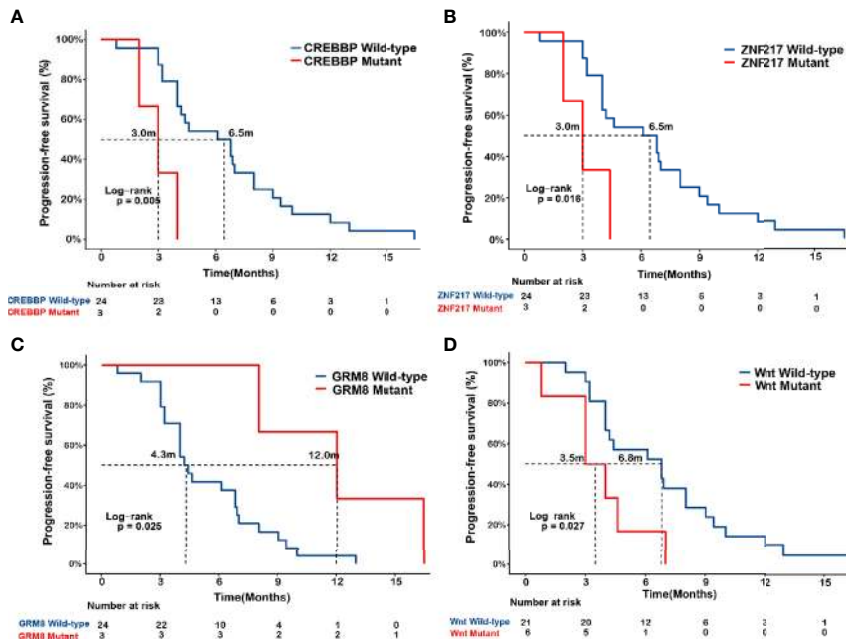 A
Progression-free survival (%)
100%
80%
60%
40%
20%
0%
CREBBP Wild-type
CREBBP Mutant
3.0m
6.5m
Log-rank
p = 0.005
0 3 6 9 12 15
Time(Months)
Number at risk
CREBBP Wild-type 24 23 13 6 3 1
CREBBP Mutant 3 2 0 0 0 0
B
Progression-free survival (%)
100%
80%
60%
40%
20%
0%
ZNF217 Wild-type
ZNF217 Mutant
3.0m
6.5m
Log-rank
p = 0.016
0 3 6 9 12 15
Time(Months)
Number at risk
ZNF217 Wild-type 24 23 13 3 1
ZNF217 Mutant 3 2 0 0 0 0
C
Progression-free survival (%)
100%
80%
60%
40%
20%
0%
GRM8 Wild-type
GRM8 Mutant
4.3m
12.0m
Log-rank
p = 0.025
0 3 6 9 12 15
Time(Months)
Number at risk
GRM8 Wild-type 24 22 10 4 1 0
GRM8 Mutant 3 3 3 2 2 1
D
Progression-free survival (%)
100%
80%
60%
40%
20%
0%
Wnt Wild-type
Wnt Mutant
3.5m
6.8m
Log-rank
p = 0.027
0 3 6 9 12 15
Time(Months)
Number at risk
Wnt Wild-type 21 20 12 6 1
Wnt Mutant 6 5 1 0 0 0